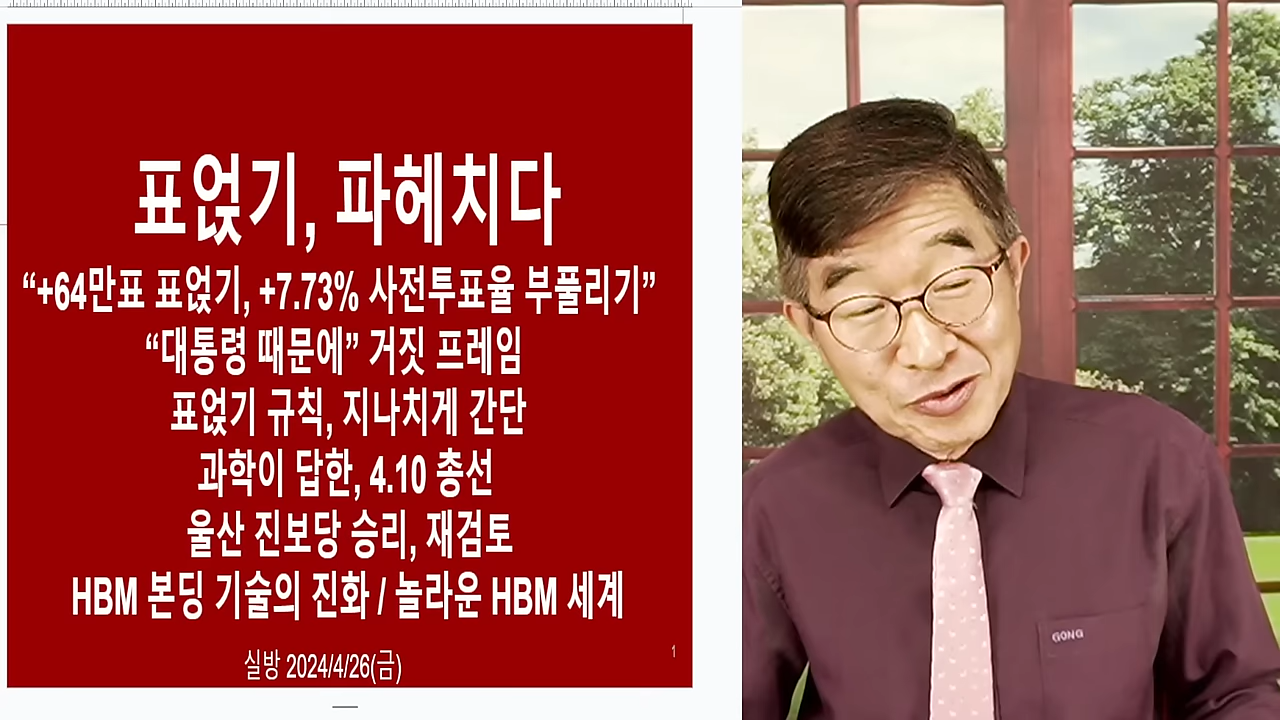 표얹기, 파헤치다
“+64만표 표얹기, +7.73% 사전투표율 부풀리기”
“대통령 때문에” 거짓 프레임
표얹기 규칙, 지나치게 간단
과학이 답한, 4.10 총선
울산 진보당 승리, 재검토
HBM 본딩 기술의 진화 / 놀라운 HBM 세계
실방 2024/4/26(금)
1
GONG